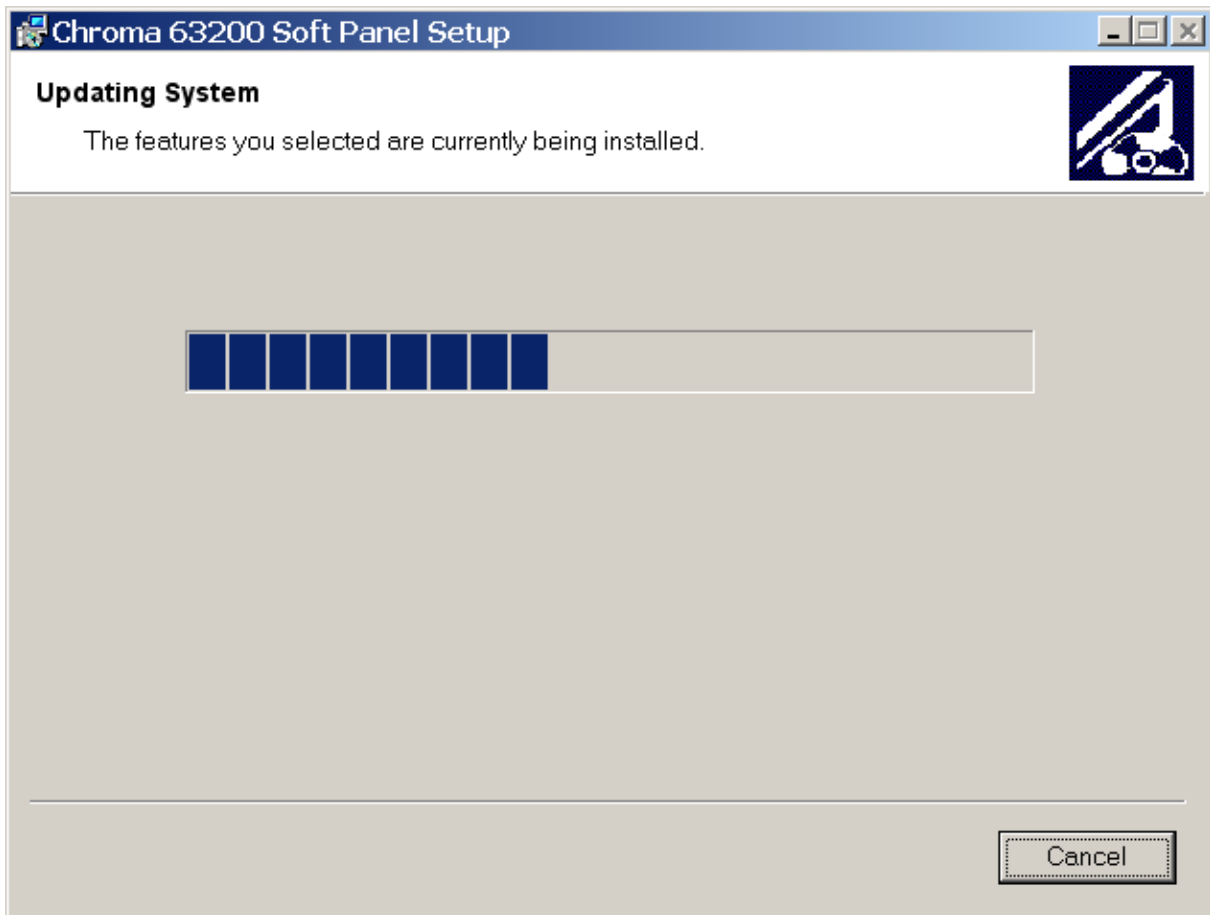 Chroma 63200 Soft Panel Setup
Updating System
The features you selected are currently being installed.
Cancel